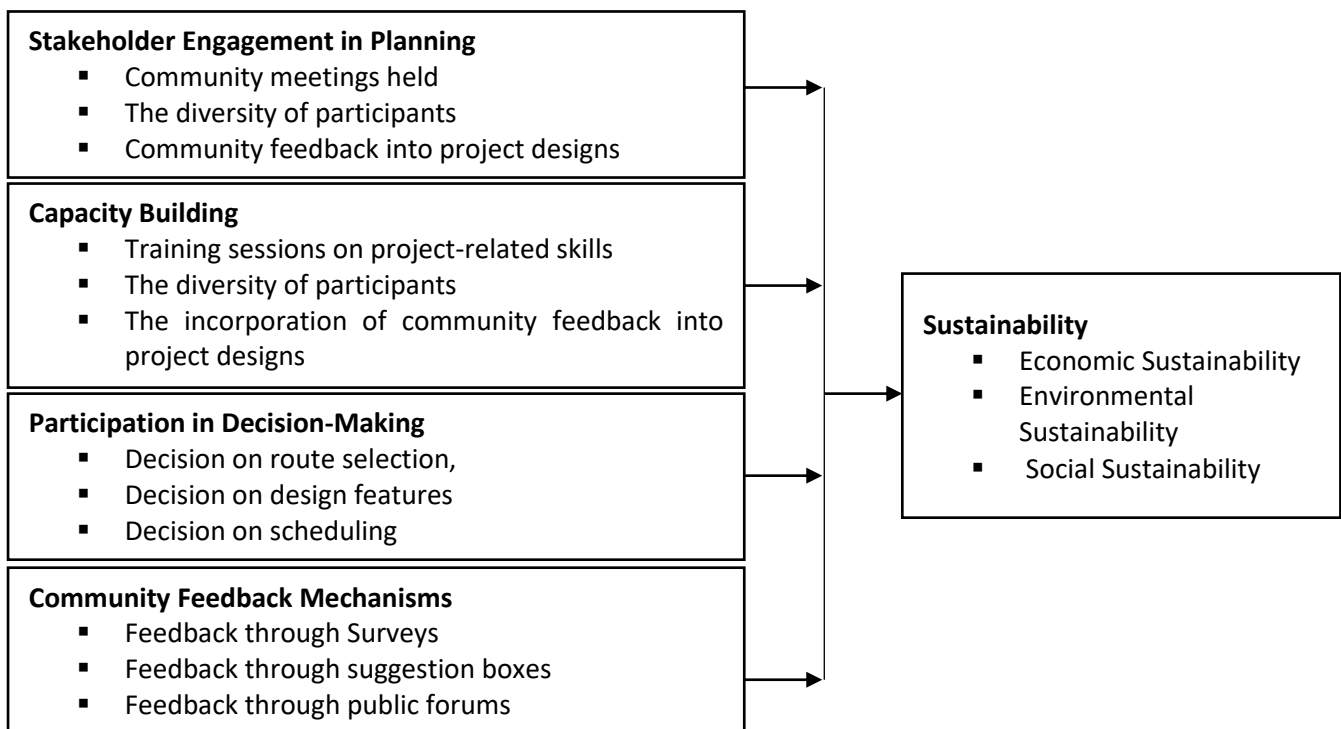 Stakeholder Engagement in Planning
▪ Community meetings held
▪ The diversity of participants
▪ Community feedback into project designs
Capacity Building
▪ Training sessions on project-related skills
▪ The diversity of participants
▪ The incorporation of community feedback into
project designs
Participation in Decision-Making
▪ Decision on route selection,
▪ Decision on design features
▪ Decision on scheduling
Community Feedback Mechanisms
▪ Feedback through Surveys
▪ Feedback through suggestion boxes
▪ Feedback through public forums
Sustainability
▪ Economic Sustainability
▪ Environmental
Sustainability
▪ Social Sustainability